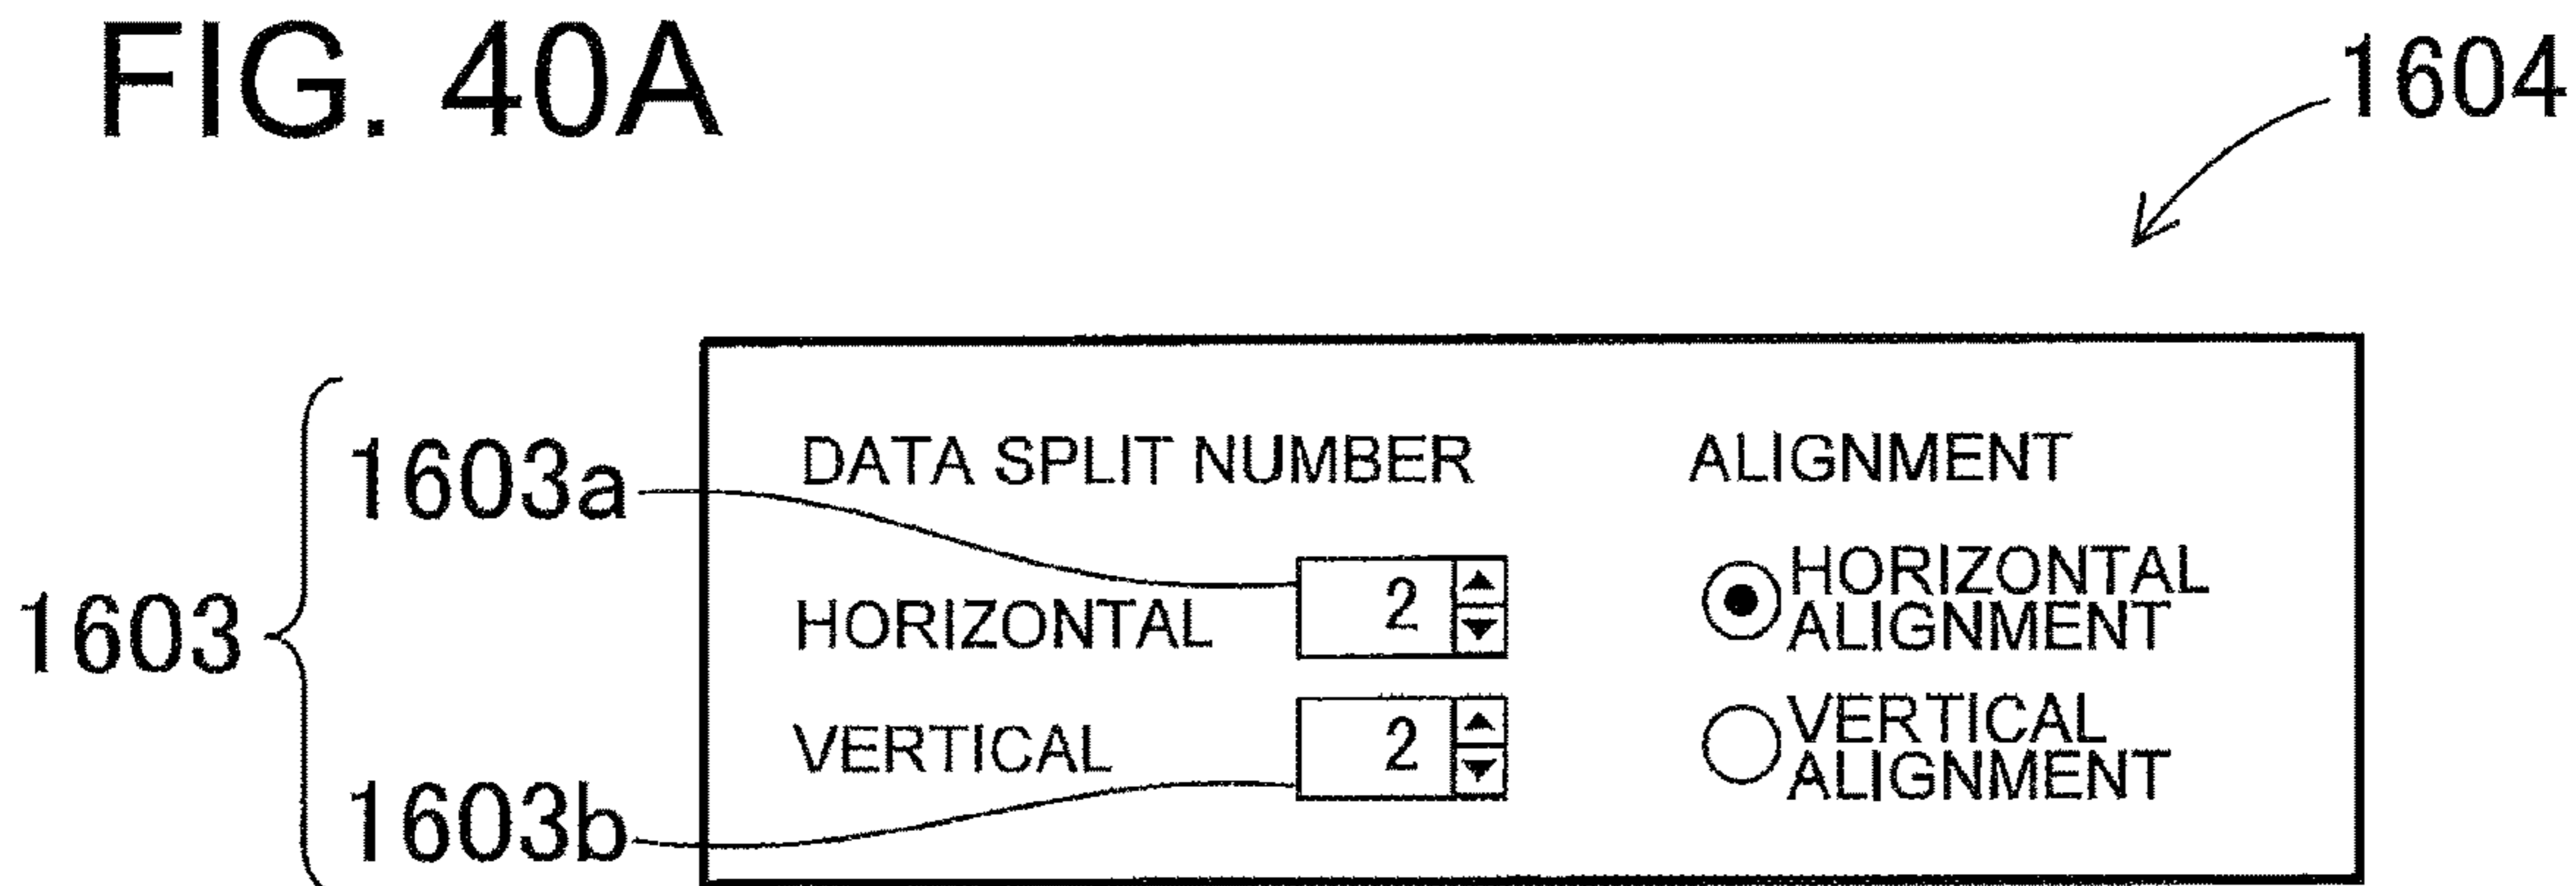 FIG. 40A
1604
1603
1603a
1603b
DATA SPLIT NUMBER
HORIZONTAL 2
VERTICAL 2
ALIGNMENT
HORIZONTAL
ALIGNMENT
VERTICAL
ALIGNMENT